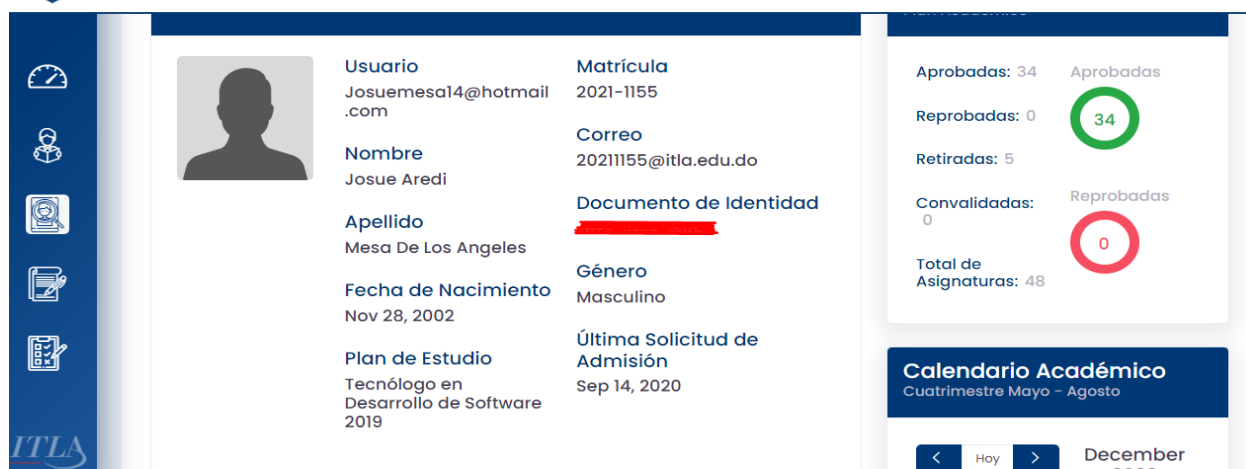 Usuario
Josuemesa14@hotmail
.com
Nombre
Josue Aredi
Apellido
Mesa De Los Angeles
Fecha de Nacimiento
Nov 28, 2002
Plan de Estudio
Tecnólogo en
Desarrollo de Software
2019
Matrícula
2021-1155
Correo
20211155@itla.edu.do
Documento de Identidad
Género
Masculino
Última Solicitud de
Admisión
Sep 14, 2020
Aprobadas: 34
Reprobadas: 0
Retiradas: 5
Convalidadas:
0
Total de
Asignaturas: 48
Aprobadas
34
Reprobadas
0
Calendario Académico
Cuatrimestre Mayo - Agosto
< Hoy >
December
ITLA